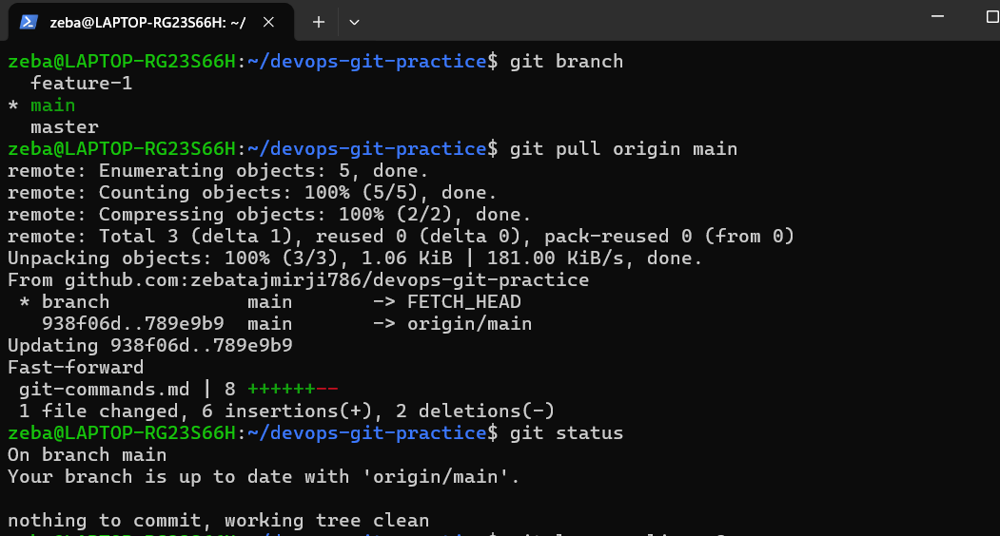 zeba@LAPTOP-RG23S66H: ~/
zeba@LAPTOP-RG23S66H:~/devops-git-practice$ git branch
  feature-1
* main
  master
zeba@LAPTOP-RG23S66H:~/devops-git-practice$ git pull origin main
remote: Enumerating objects: 5, done.
remote: Counting objects: 100% (5/5), done.
remote: Compressing objects: 100% (2/2), done.
remote: Total 3 (delta 1), reused 0 (delta 0), pack-reused 0 (from 0)
Unpacking objects: 100% (3/3), 1.06 KiB | 181.00 KiB/s, done.
From github.com:zebatajmirji786/devops-git-practice
 * branch            main       -> FETCH_HEAD
   938f06d..789e9b9  main       -> origin/main
Updating 938f06d..789e9b9
Fast-forward
 git-commands.md | 8 ++++++--
 1 file changed, 6 insertions(+), 2 deletions(-)
zeba@LAPTOP-RG23S66H:~/devops-git-practice$ git status
On branch main
Your branch is up to date with 'origin/main'.

nothing to commit, working tree clean